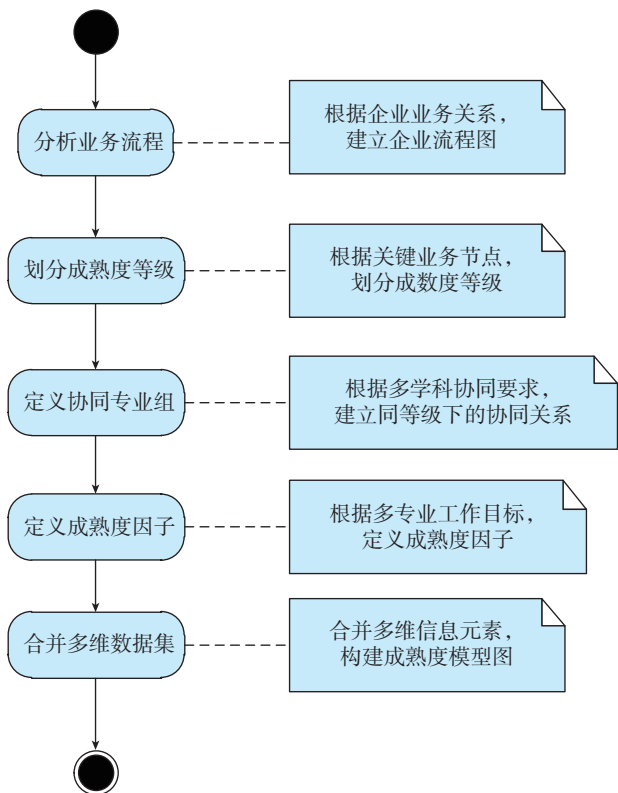 分析业务流程
根据企业业务关系，
建立企业流程图
划分成熟度等级
根据关键业务节点，
划分成数度等级
定义协同专业组
根据多学科协同要求，
建立同等级下的协同关系
定义成熟度因子
根据多专业工作目标，
定义成熟度因子
合并多维数据集
合并多维信息元素，
构建成熟度模型图